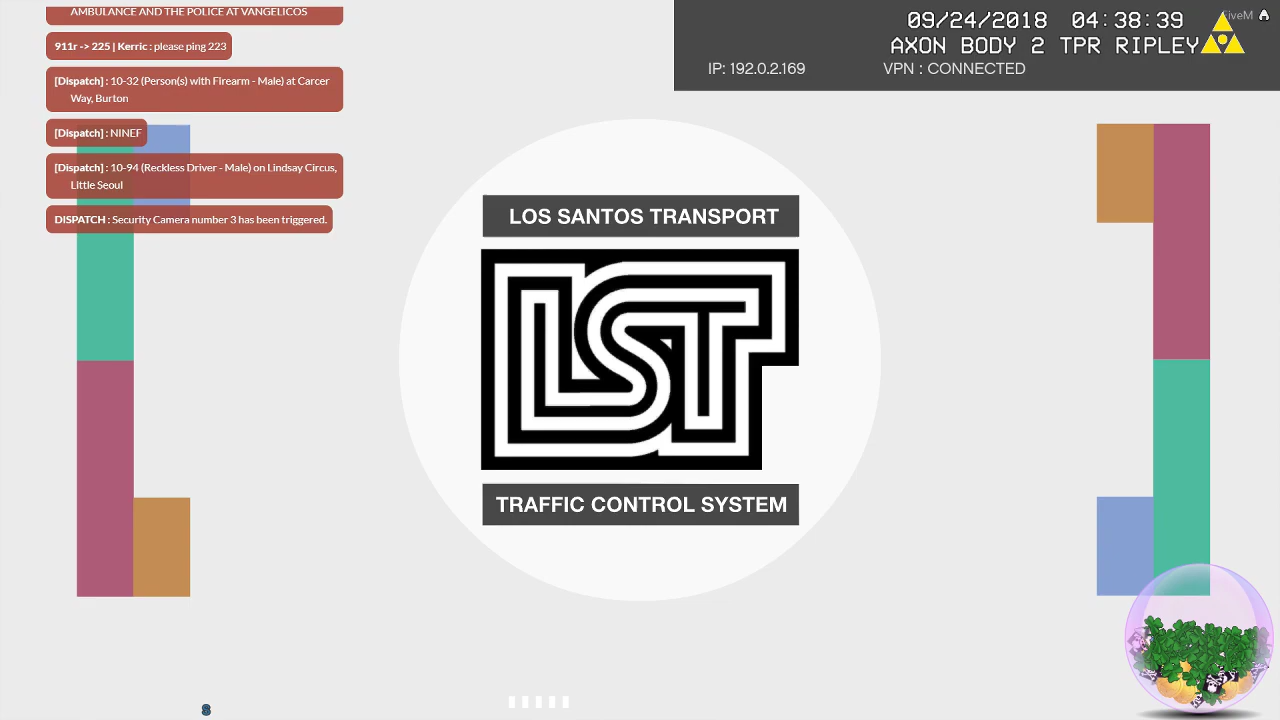 AMBULANCE AND THE POLICE AT VANGELICOS
911r -> 225 | Kerric : please ping 223
[Dispatch] : 10-32 (Person(s) with Firearm - Male) at Carcer
Way, Burton
[Dispatch] : NINEF
[Dispatch] : 10-94 (Reckless Driver - Male) on Lindsay Circus,
Little Seoul
DISPATCH : Security Camera number 3 has been triggered.
FiveM
09/24/2018 04:38:39
AXON BODY 2 TPR RIPLEY
IP: 192.0.2.169 VPN : CONNECTED
LOS SANTOS TRANSPORT
LST
TRAFFIC CONTROL SYSTEM
8